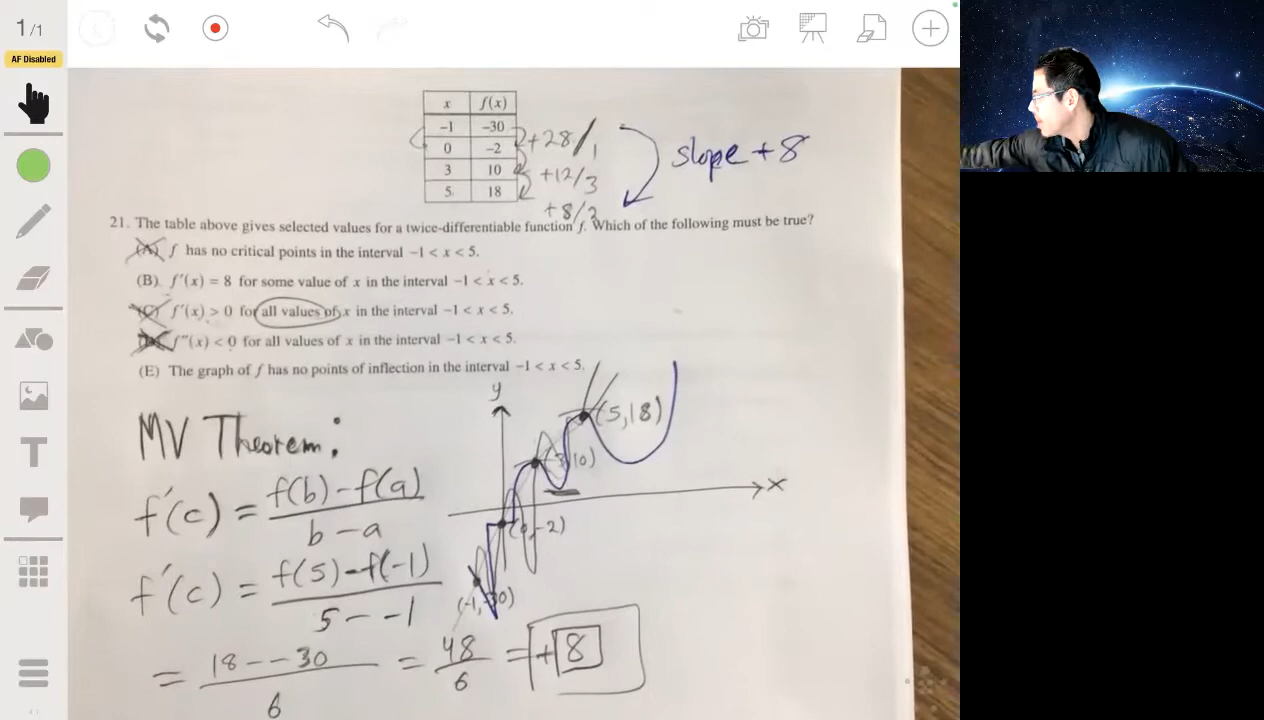 1/1
AF Disabled
x f(x)
-1 -30
0 -2
3 10
5 18
+28/1
+12/3
+8/2
slope +8
21. The table above gives selected values for a twice-differentiable function f. Which of the following must be true?
(A) f has no critical points in the interval −1 < x < 5.
(B) f′(x) = 8 for some value of x in the interval −1 < x < 5.
(C) f′(x) > 0 for all values of x in the interval −1 < x < 5.
(D) f″(x) < 0 for all values of x in the interval −1 < x < 5.
(E) The graph of f has no points of inflection in the interval −1 < x < 5.
y
(5,18)
(3,10)
x
(0,-2)
(-1,-30)
MV Theorem:
f′(c) = f(b)-f(a) / b-a
f′(c) = f(5)-f(-1) / 5--1
= 18--30 / 6 = 48/6 = +8
T